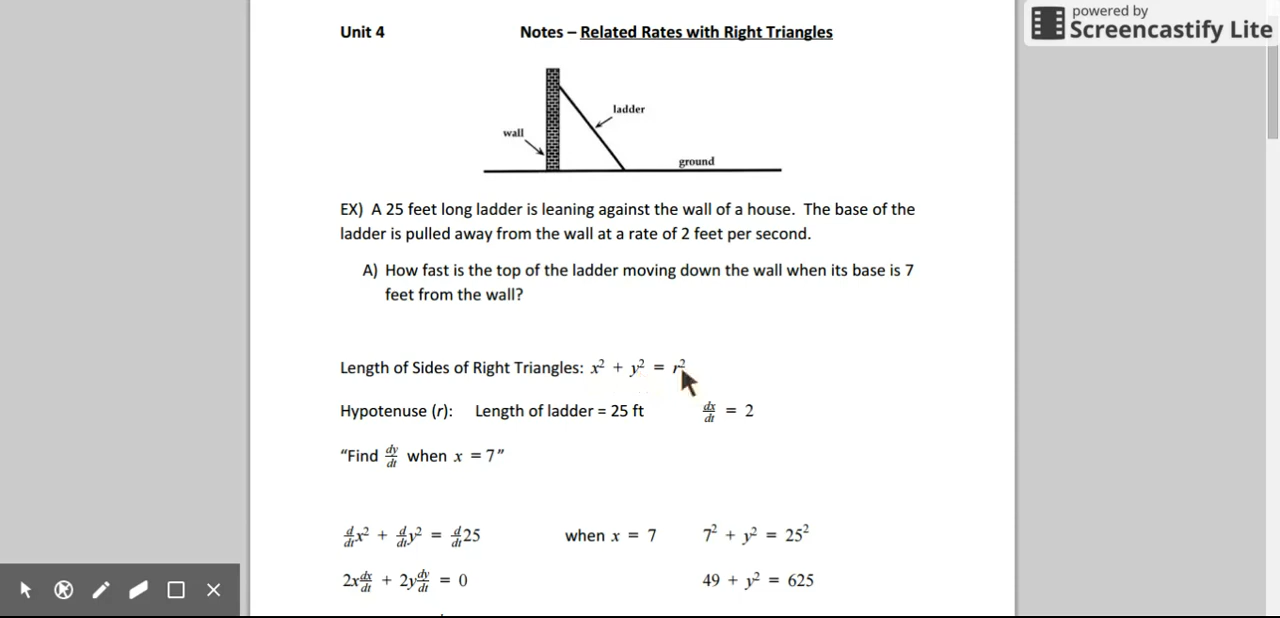 powered by
Screencastify Lite
Unit 4 Notes – Related Rates with Right Triangles
ladder
wall
ground
EX) A 25 feet long ladder is leaning against the wall of a house. The base of the
ladder is pulled away from the wall at a rate of 2 feet per second.
A) How fast is the top of the ladder moving down the wall when its base is 7
feet from the wall?
Length of Sides of Right Triangles: x² + y² = r²
Hypotenuse (r): Length of ladder = 25 ft dx/dt = 2
“Find dy/dt when x = 7”
d/dt x² + d/dt y² = d/dt 25 when x = 7 7² + y² = 25²
2x dx/dt + 2y dy/dt = 0 49 + y² = 625